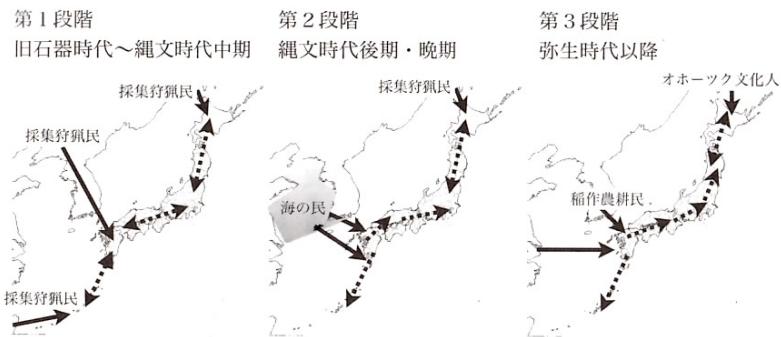 第１段階
旧石器時代～縄文時代中期
採集狩猟民
採集狩猟民
採集狩猟民
第２段階
縄文時代後期・晩期
採集狩猟民
海の民
第３段階
弥生時代以降
オホーツク文化人
稲作農耕民